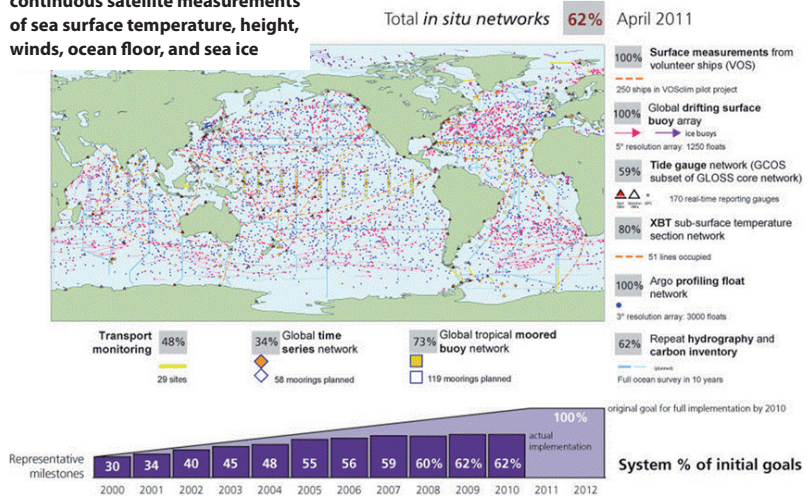 continuous satellite measurements
of sea surface temperature, height,
winds, ocean floor, and sea ice
Total in situ networks 62% April 2011
100% Surface measurements from
volunteer ships (VOS)
250 ships in VOSclim pilot project
100% Global drifting surface
buoy array
ice buoys
5° resolution array: 1250 floats
59% Tide gauge network (GCOS
subset of GLOSS core network)
170 real-time reporting gauges
80% XBT sub-surface temperature
section network
51 lines occupied
100% Argo profiling float
network
3° resolution array: 3000 floats
62% Repeat hydrography and
carbon inventory
(planned)
Full ocean survey in 10 years
Transport
monitoring 48%
29 sites
34% Global time
series network
58 moorings planned
73% Global tropical moored
buoy network
119 moorings planned
original goal for full implementation by 2010
100%
actual
implementation
Representative
milestones
30 34 40 45 48 55 56 59 60% 62% 62%
System % of initial goals
2000 2001 2002 2003 2004 2005 2006 2007 2008 2009 2010 2011 2012